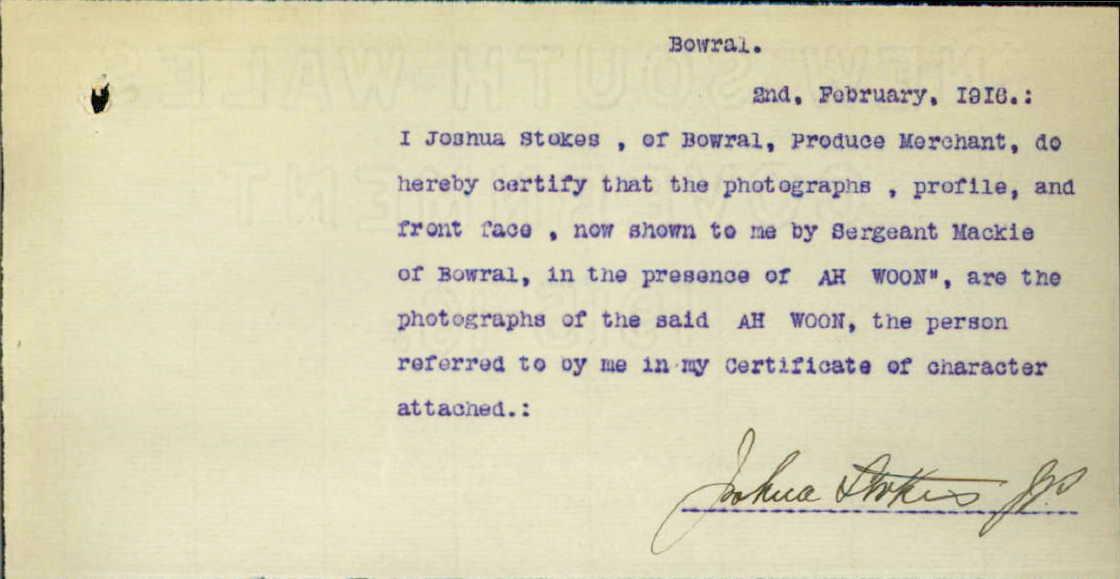 Bowral.
2nd, February, 1916.:
I Joshua Stokes , of Bowral, Produce Merchant, do
hereby certify that the photographs , profile, and
front face , now shown to me by Sergeant Mackie
of Bowral, in the presence of AH WOON", are the
photographs of the said AH WOON, the person
referred to by me in my Certificate of character
attached.:
Joshua Stokes JP